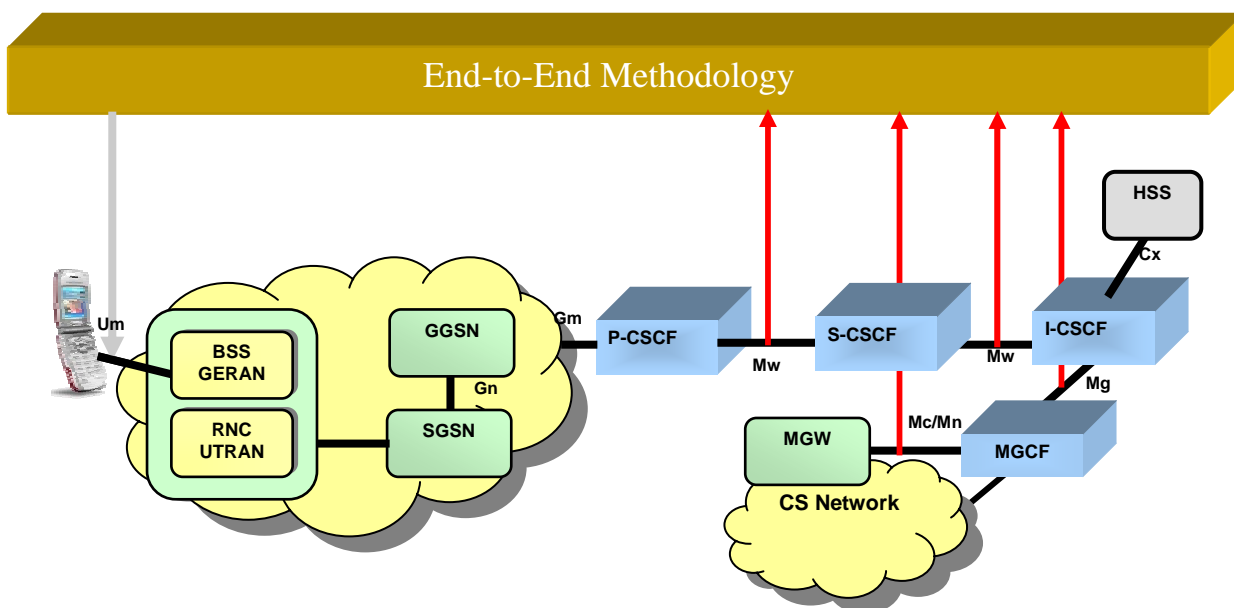 End-to-End Methodology
HSS
Cx
Um
Gm
GGSN
P-CSCF
S-CSCF
I-CSCF
BSS
GERAN
Mw
Mw
Gn
Mg
RNC
UTRAN
SGSN
Mc/Mn
MGW
MGCF
CS Network